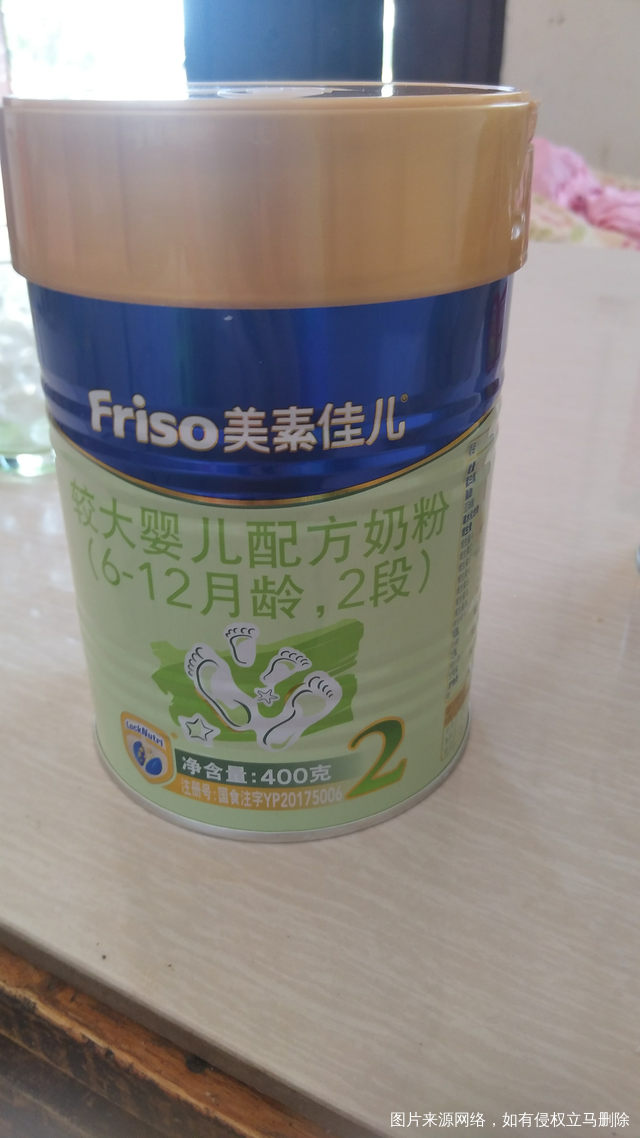 Friso美素佳儿®
较大婴儿配方奶粉
(6-12月龄,2段)
LockNutri
净含量:400克
2
注册号:国食注字YP20175006
图片来源网络，如有侵权立马删除